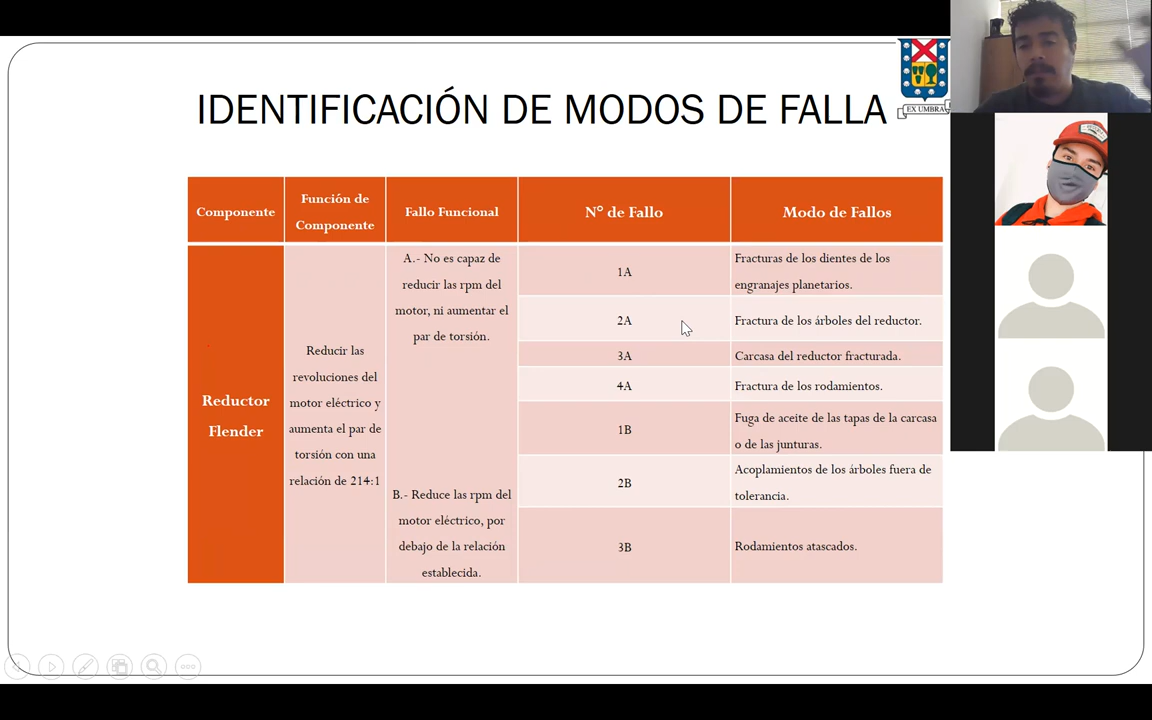 IDENTIFICACIÓN DE MODOS DE FALLA
EX UMBRA
Componente
Función de
Componente
Fallo Funcional
N° de Fallo
Modo de Fallos
Reductor
Flender
Reducir las
revoluciones del
motor eléctrico y
aumenta el par de
torsión con una
relación de 214:1
A.- No es capaz de
reducir las rpm del
motor, ni aumentar el
par de torsión.
1A
Fracturas de los dientes de los
engranajes planetarios.
2A
Fractura de los árboles del reductor.
3A
Carcasa del reductor fracturada.
4A
Fractura de los rodamientos.
B.- Reduce las rpm del
motor eléctrico, por
debajo de la relación
establecida.
1B
Fuga de aceite de las tapas de la carcasa
o de las junturas.
2B
Acoplamientos de los árboles fuera de
tolerancia.
3B
Rodamientos atascados.